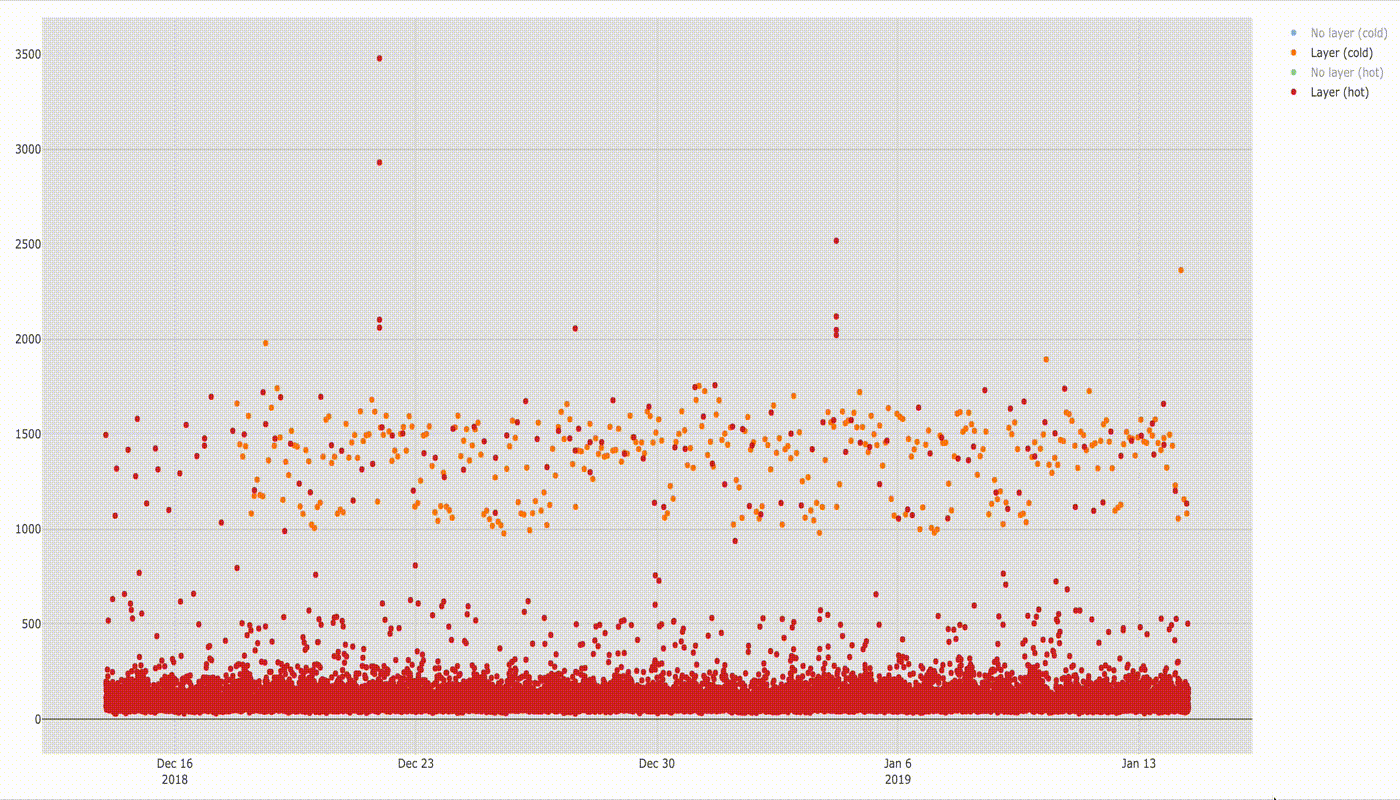 3500
3000
2500
2000
1500
1000
500
0
Dec 16
2018
Dec 23
Dec 30
Jan 6
2019
Jan 13
No layer (cold)
Layer (cold)
No layer (hot)
Layer (hot)